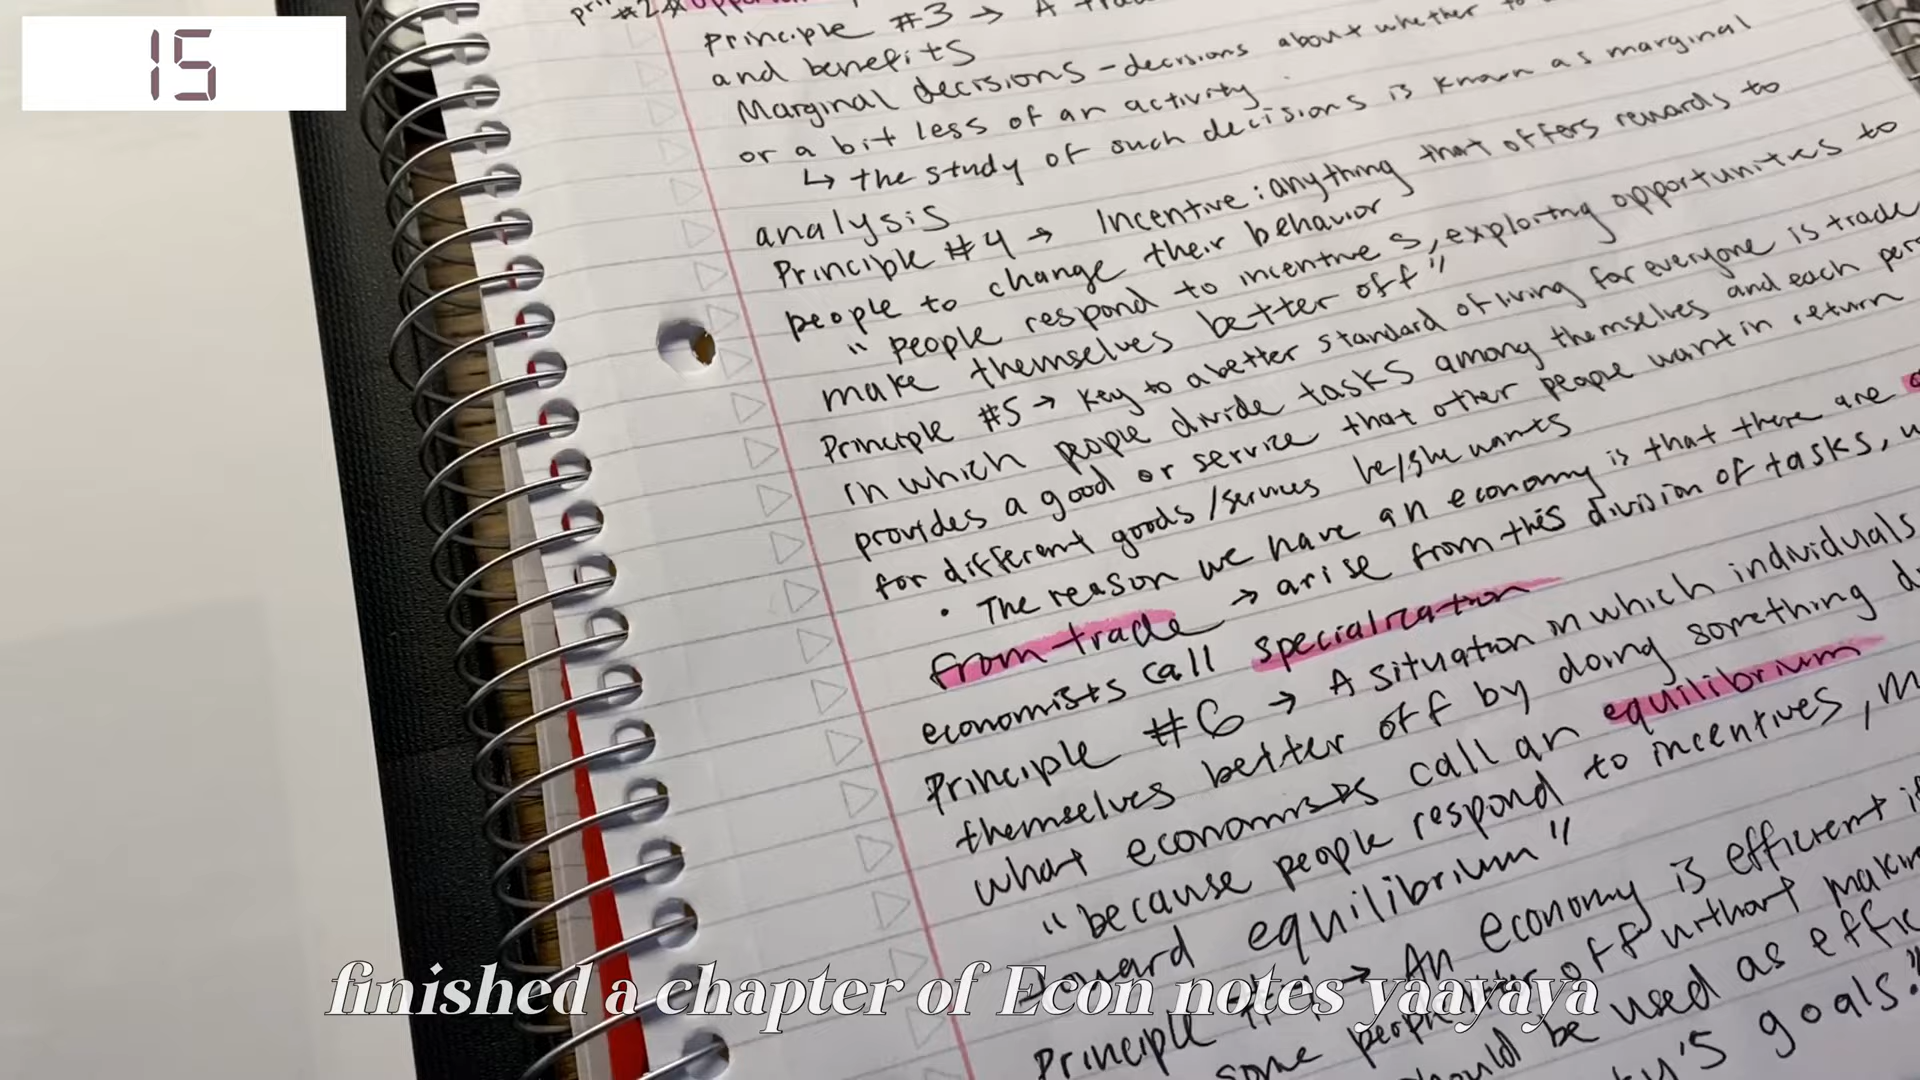 15
Principle #3 → A
and benefits
Marginal decisions - decisions about whether to
or a bit less of an activity
↳ the study of such decisions is known as marginal
analysis
Principle #4 → Incentive: anything that offers rewards to
people to change their behavior
"people respond to incentives, exploiting opportunities to
make themselves better off"
Principle #5 → Key to a better standard of living for everyone is trade
in which people divide tasks among themselves and each
provides a good or service that other people want in return
for different goods/services he/she wants
• The reason we have an economy is that there are
from trade → arise from this division of tasks,
economists call specialization
Principle #6 → A situation in which individuals
themselves better off by doing something
what economists call an equilibrium
"because people respond to incentives,
toward equilibrium"
Principle → An economy is efficient
some people off without
should be used as
goals."
finished a chapter of Econ notes yaayaya